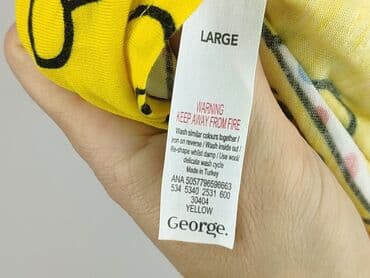 LARGE
WARNING
KEEP AWAY FROM FIRE
Wash similar colours together /
iron on reverse / Wash inside out /
Re-shape whilst damp / Use wool/
delicate wash cycle
Made in Turkey
ANA 5057796696663
534 5340 2531 600
30404
YELLOW
George.